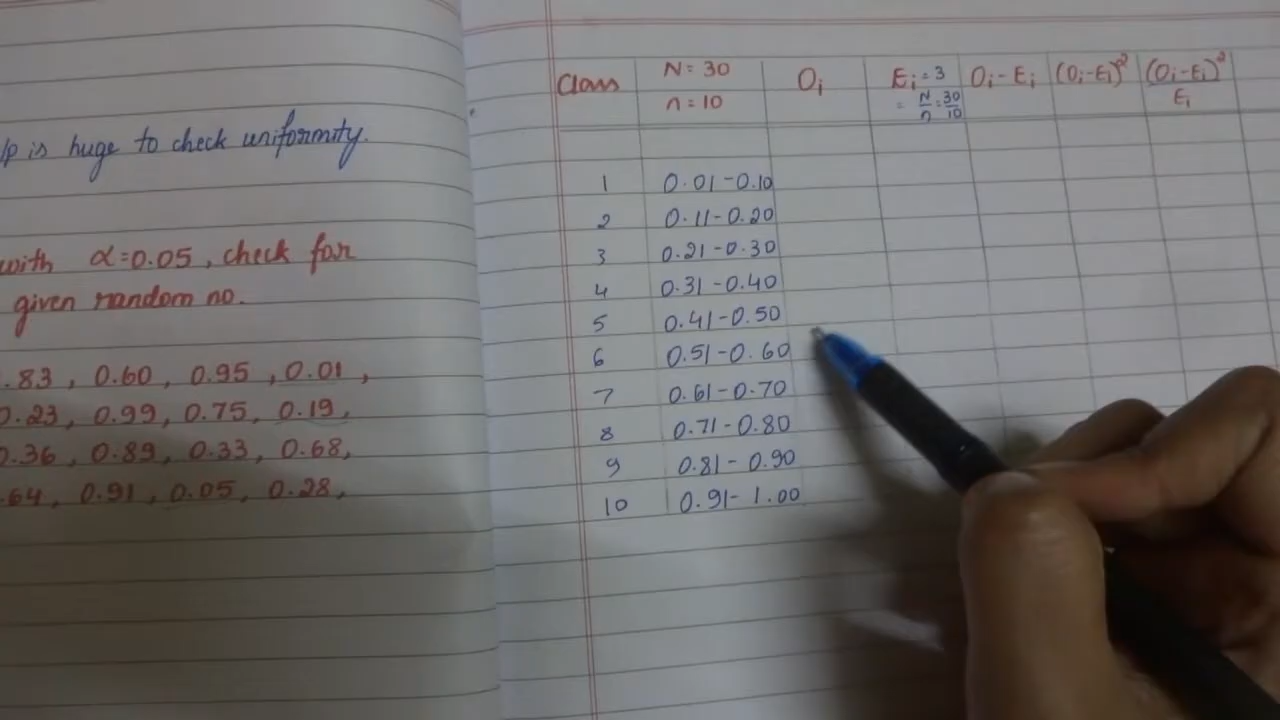 /p is huge to check uniformity.
with α=0.05, check for
given random no.
.83, 0.60, 0.95, 0.01,
0.23, 0.99, 0.75, 0.19,
0.36, 0.89, 0.33, 0.68,
.64, 0.91, 0.05, 0.28,
Class N=30 n=10 Oi Ei=3 = N/n = 30/10 Oi-Ei (Oi-Ei)² (Oi-Ei)²/Ei
1 0.01-0.10
2 0.11-0.20
3 0.21-0.30
4 0.31-0.40
5 0.41-0.50
6 0.51-0.60
7 0.61-0.70
8 0.71-0.80
9 0.81-0.90
10 0.91-1.00